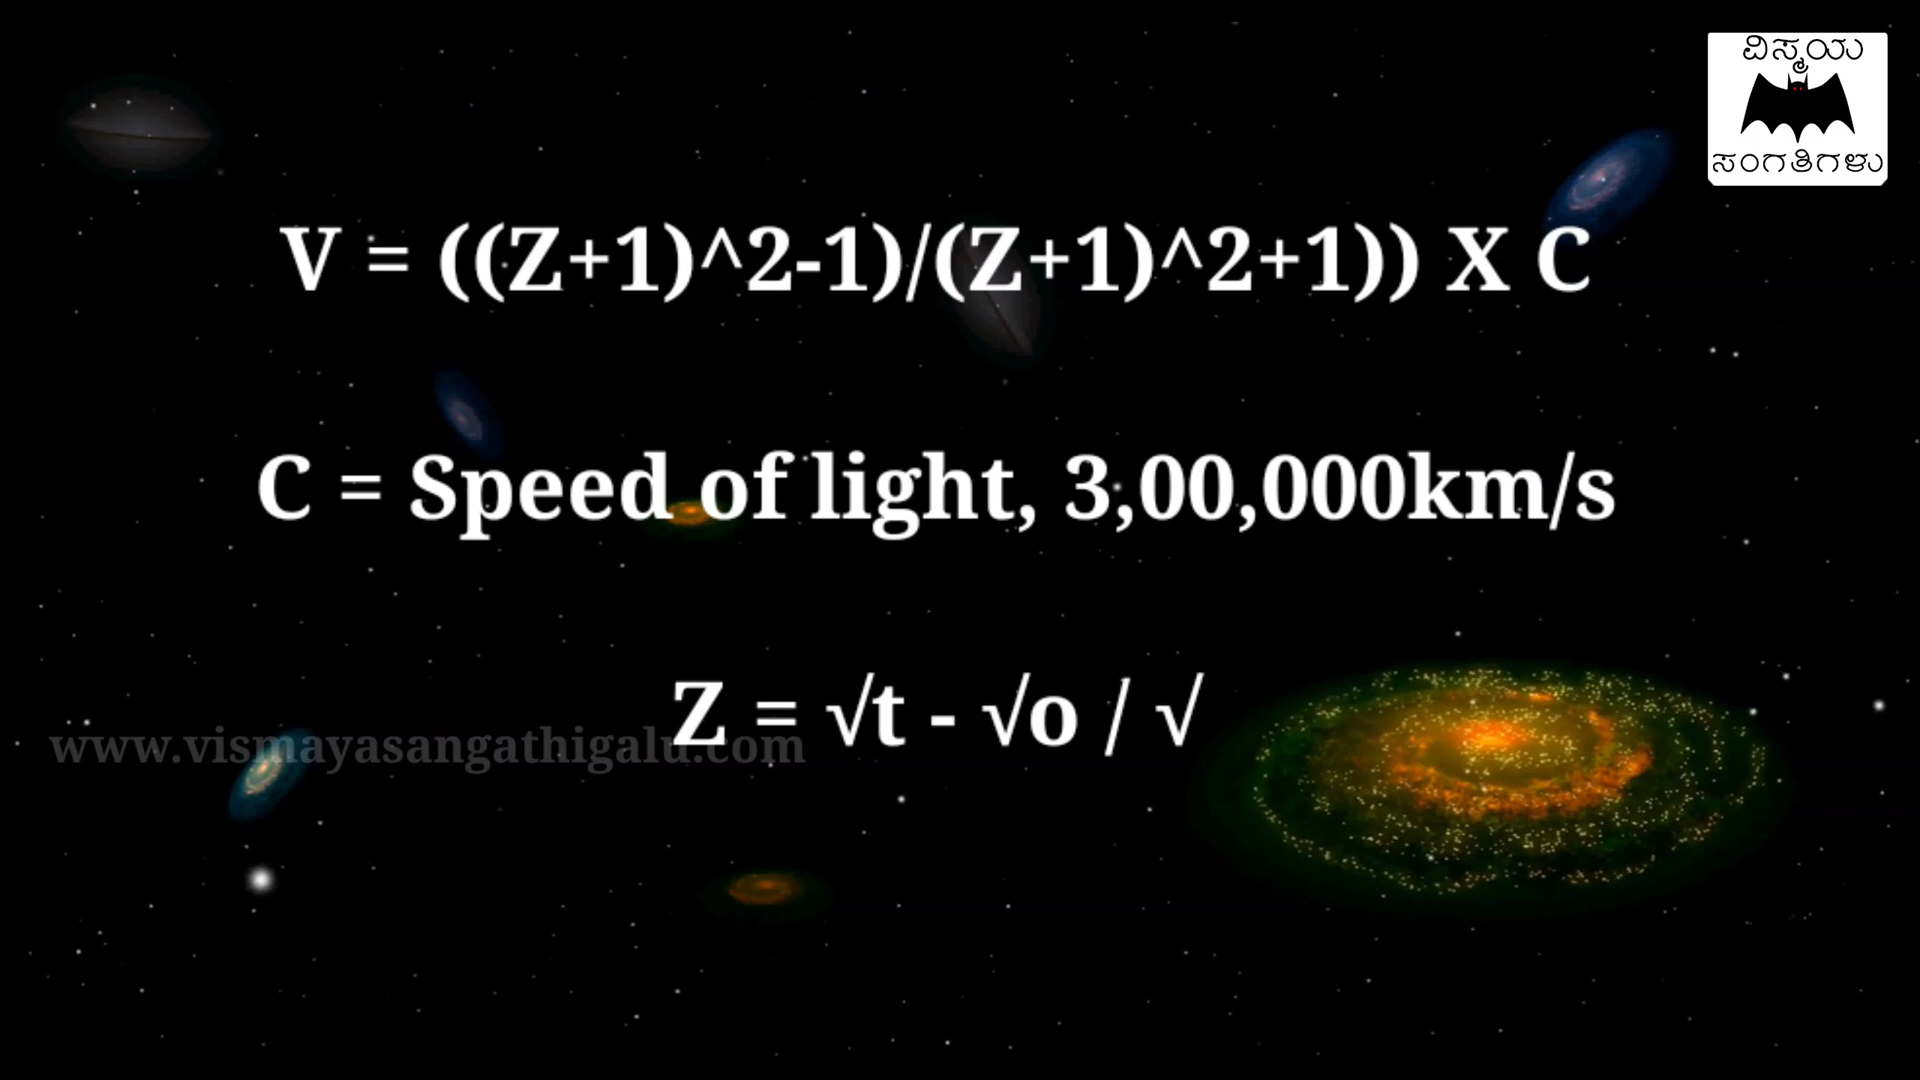 ವಿಸ್ಮಯ
ಸಂಗತಿಗಳು
V = ((Z+1)^2-1)/(Z+1)^2+1)) X C
C = Speed of light, 3,00,000km/s
Z = √t - √o / √
www.vismayasangathigalu.com